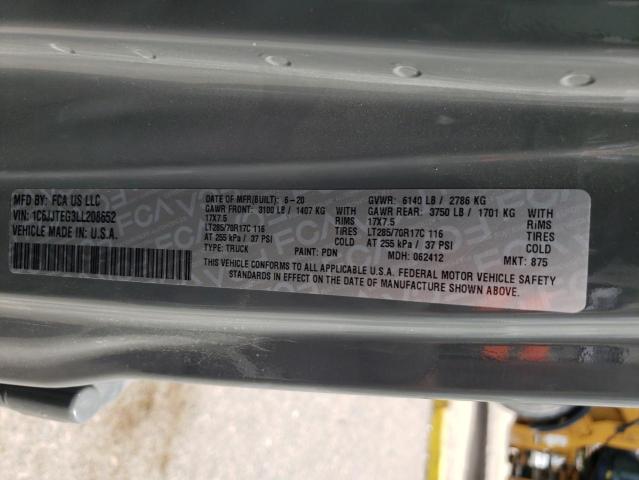 MFD BY: FCA US LLC
VIN: 1C6JJTEG3LL208652
VEHICLE MADE IN: U.S.A.
DATE OF MFR(BUILT): 6-20
GAWR FRONT: 3100 LB / 1407 KG WITH
17X7.5 RIMS
LT285/70R17C 116 TIRES
AT 255 kPa / 37 PSI COLD
TYPE: TRUCK PAINT: PDN
GVWR: 6140 LB / 2786 KG
GAWR REAR: 3750 LB / 1701 KG WITH
17X7.5 RIMS
LT285/70R17C 116 TIRES
AT 255 kPa / 37 PSI COLD
MDH: 062412 MKT: 875
THIS VEHICLE CONFORMS TO ALL APPLICABLE U.S.A. FEDERAL MOTOR VEHICLE SAFETY
STANDARDS IN EFFECT ON THE DATE OF MANUFACTURE SHOWN ABOVE.